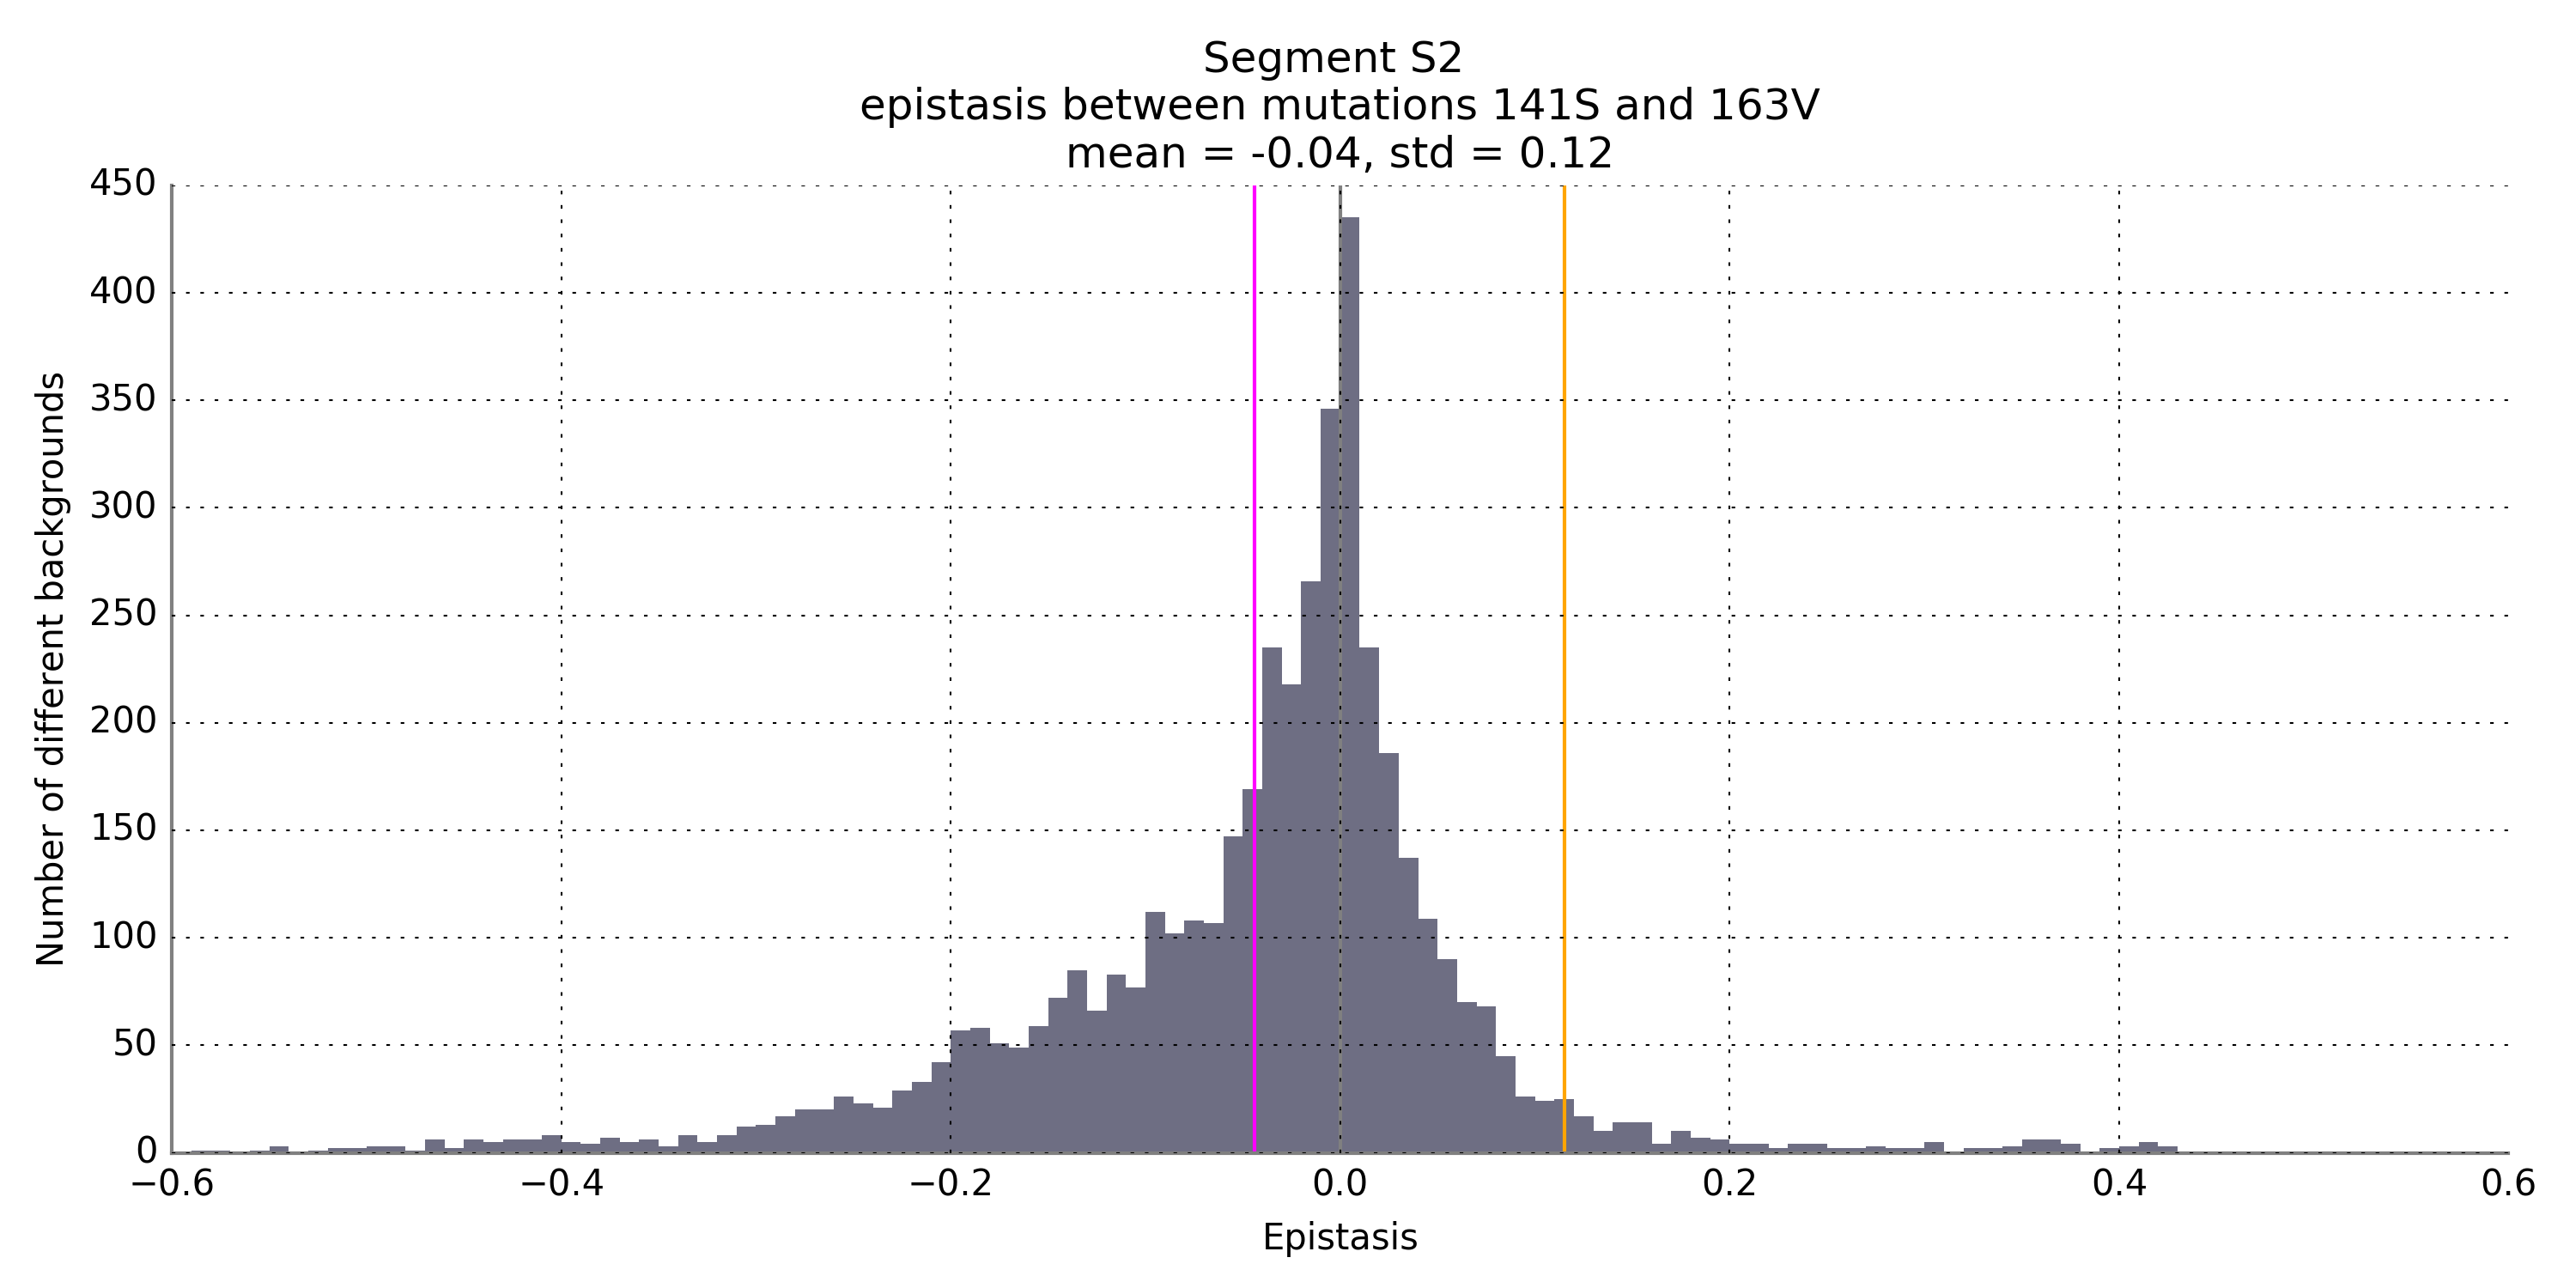 Segment S2
epistasis between mutations 141S and 163V
mean = -0.04, std = 0.12
450
400
350
300
250
200
150
100
50
0
Number of different backgrounds
−0.6 −0.4 −0.2 0.0 0.2 0.4 0.6
Epistasis